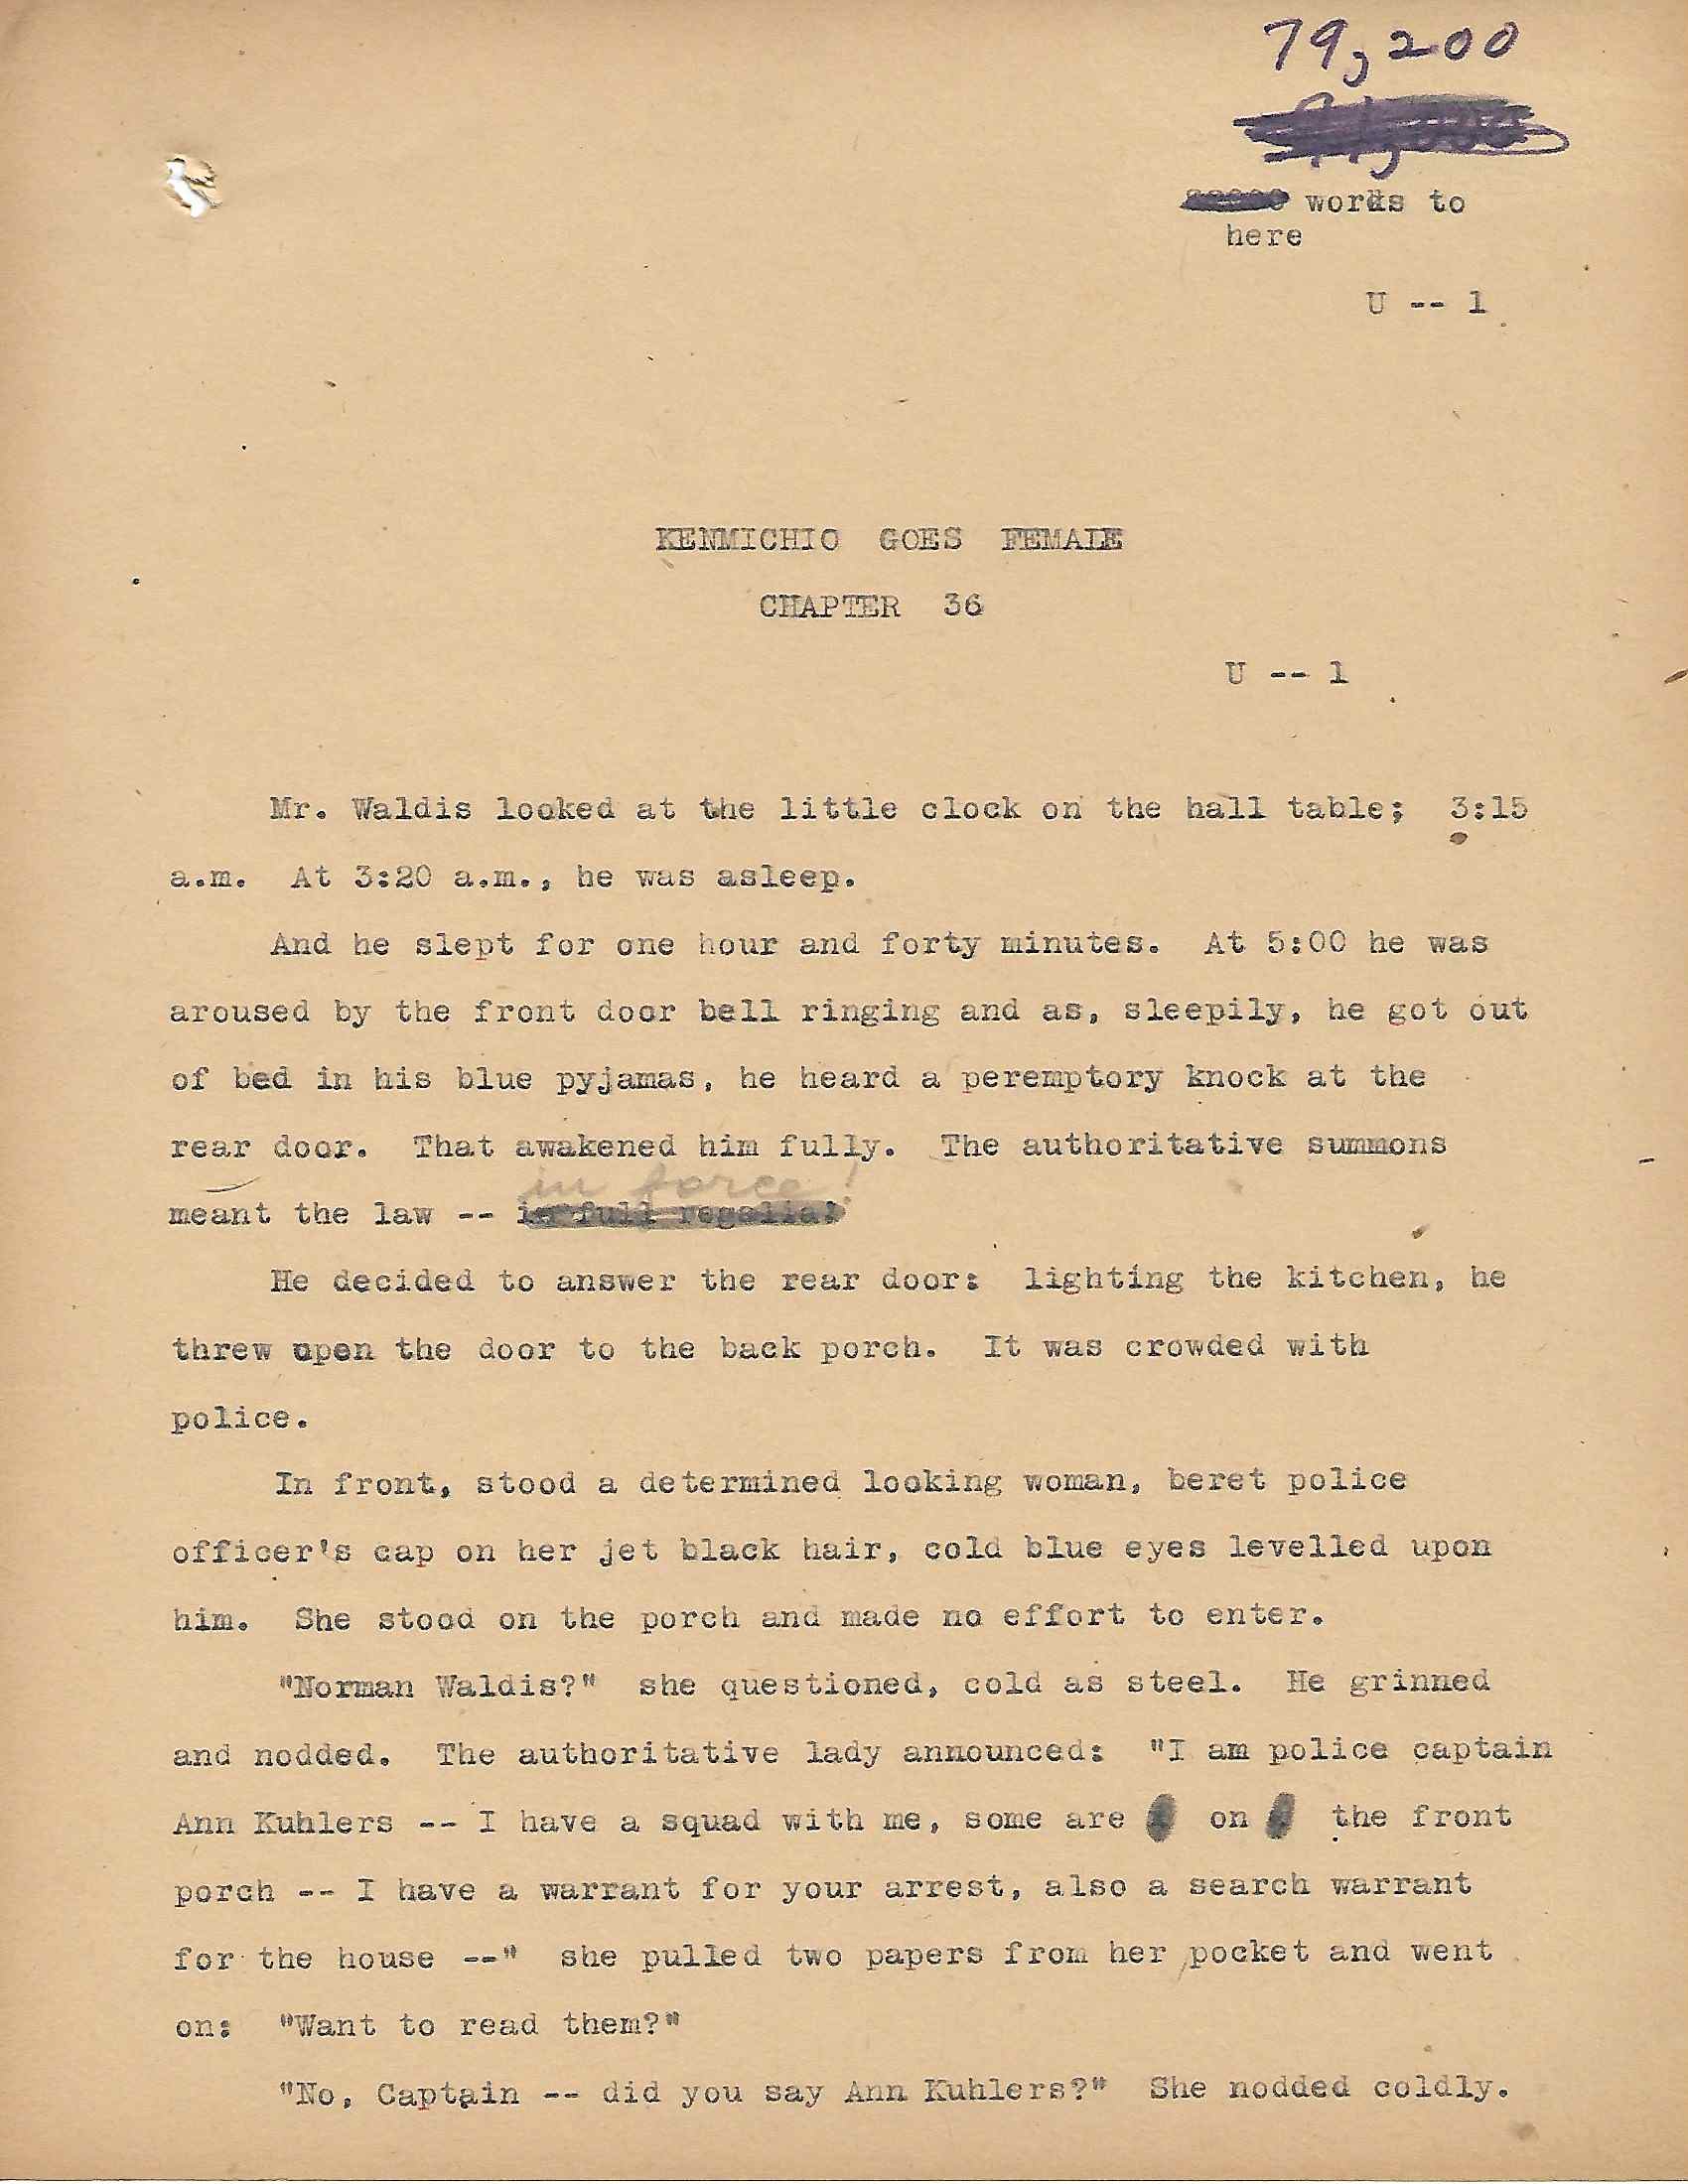 79,200
words to
here
U -- 1
KENMICHIO GOES FEMALE
CHAPTER 36
U -- 1
Mr. Waldis looked at the little clock on the hall table; 3:15
a.m. At 3:20 a.m., he was asleep.
And he slept for one hour and forty minutes. At 5:00 he was
aroused by the front door bell ringing and as, sleepily, he got out
of bed in his blue pyjamas, he heard a peremptory knock at the
rear door. That awakened him fully. The authoritative summons
in force!
meant the law -- in full regalia!
He decided to answer the rear door: lighting the kitchen, he
threw open the door to the back porch. It was crowded with
police.
In front, stood a determined looking woman, beret police
officer's cap on her jet black hair, cold blue eyes levelled upon
him. She stood on the porch and made no effort to enter.
"Norman Waldis?" she questioned, cold as steel. He grinned
and nodded. The authoritative lady announced: "I am police captain
Ann Kuhlers -- I have a squad with me, some are on the front
porch -- I have a warrant for your arrest, also a search warrant
for the house --" she pulled two papers from her pocket and went
on: "Want to read them?"
"No, Captain -- did you say Ann Kuhlers?" She nodded coldly.